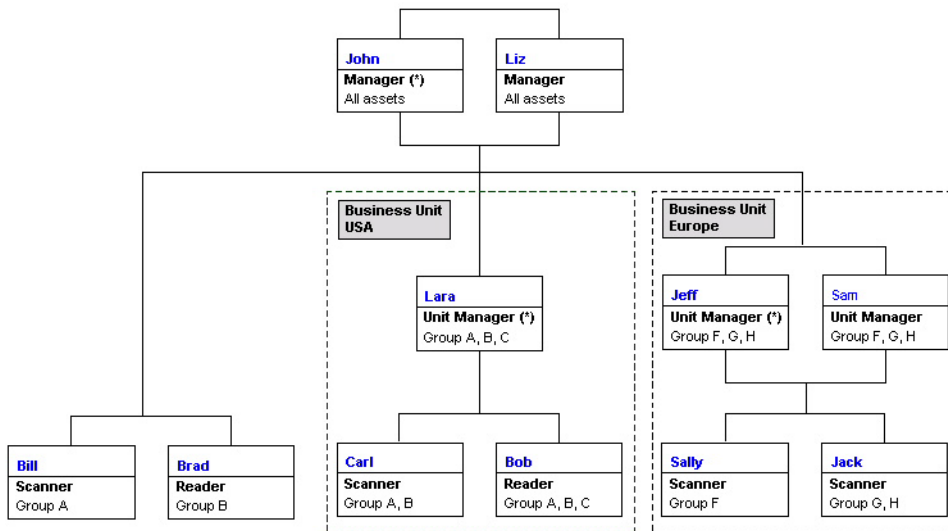 John
Manager (*)
All assets
Liz
Manager
All assets
Business Unit
USA
Business Unit
Europe
Lara
Unit Manager (*)
Group A, B, C
Jeff
Unit Manager (*)
Group F, G, H
Sam
Unit Manager
Group F, G, H
Bill
Scanner
Group A
Brad
Reader
Group B
Carl
Scanner
Group A, B
Bob
Reader
Group A, B, C
Sally
Scanner
Group F
Jack
Scanner
Group G, H